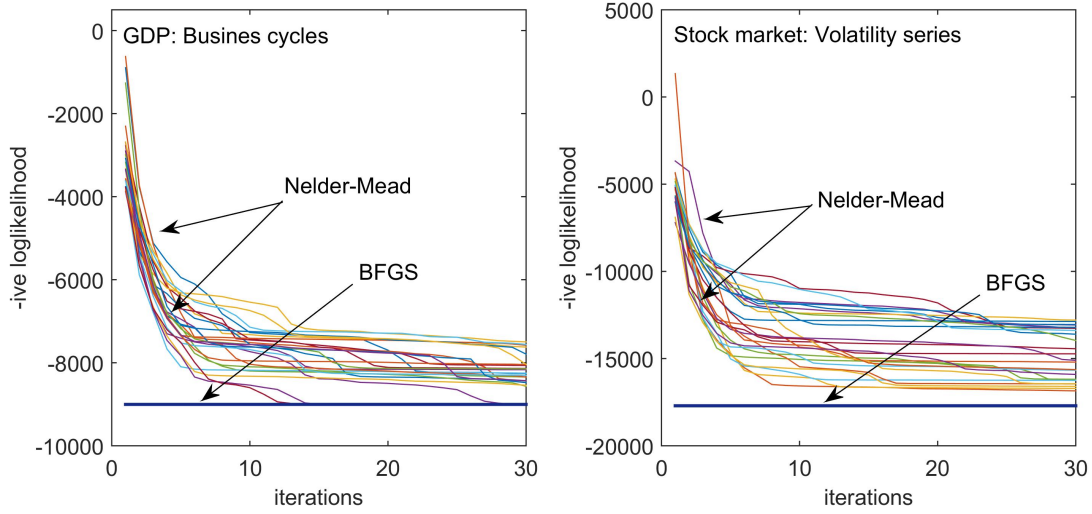 GDP: Busines cycles
0
-2000
-4000
-6000
-8000
-10000
-ive loglikelihood
Nelder-Mead
BFGS
0
10
20
30
iterations
Stock market: Volatility series
5000
0
-5000
-10000
-15000
-20000
-ive loglikelihood
Nelder-Mead
BFGS
0
10
20
30
iterations